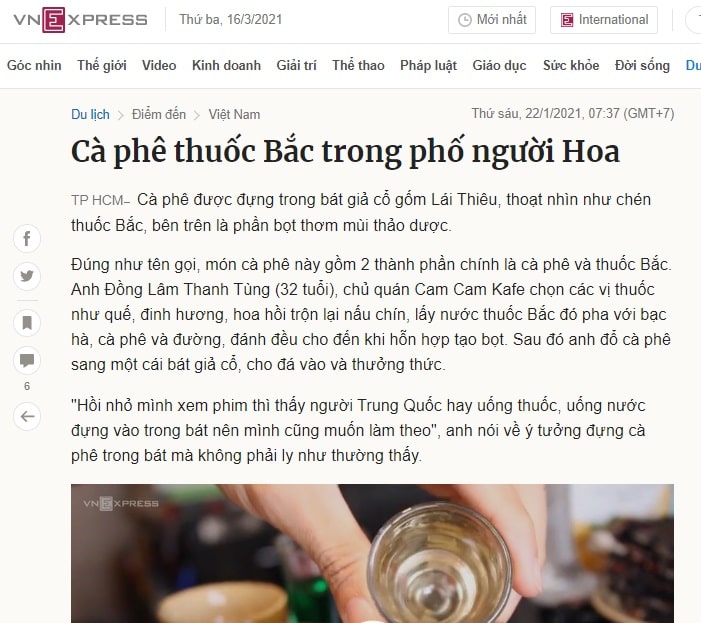 VNEXPRESS
Thứ ba, 16/3/2021
Mới nhất
International
Góc nhìn Thế giới Video Kinh doanh Giải trí Thể thao Pháp luật Giáo dục Sức khỏe Đời sống Du
Du lịch > Điểm đến > Việt Nam
Thứ sáu, 22/1/2021, 07:37 (GMT+7)
Cà phê thuốc Bắc trong phố người Hoa
TP HCM– Cà phê được đựng trong bát giả cổ gốm Lái Thiêu, thoạt nhìn như chén
thuốc Bắc, bên trên là phần bọt thơm mùi thảo dược.
Đúng như tên gọi, món cà phê này gồm 2 thành phần chính là cà phê và thuốc Bắc.
Anh Đồng Lâm Thanh Tùng (32 tuổi), chủ quán Cam Cam Kafe chọn các vị thuốc
như quế, đinh hương, hoa hồi trộn lại nấu chín, lấy nước thuốc Bắc đó pha với bạc
hà, cà phê và đường, đánh đều cho đến khi hỗn hợp tạo bọt. Sau đó anh đổ cà phê
sang một cái bát giả cổ, cho đá vào và thưởng thức.
6
"Hồi nhỏ mình xem phim thì thấy người Trung Quốc hay uống thuốc, uống nước
đựng vào trong bát nên mình cũng muốn làm theo", anh nói về ý tưởng đựng cà
phê trong bát mà không phải ly như thường thấy.
VNEXPRESS